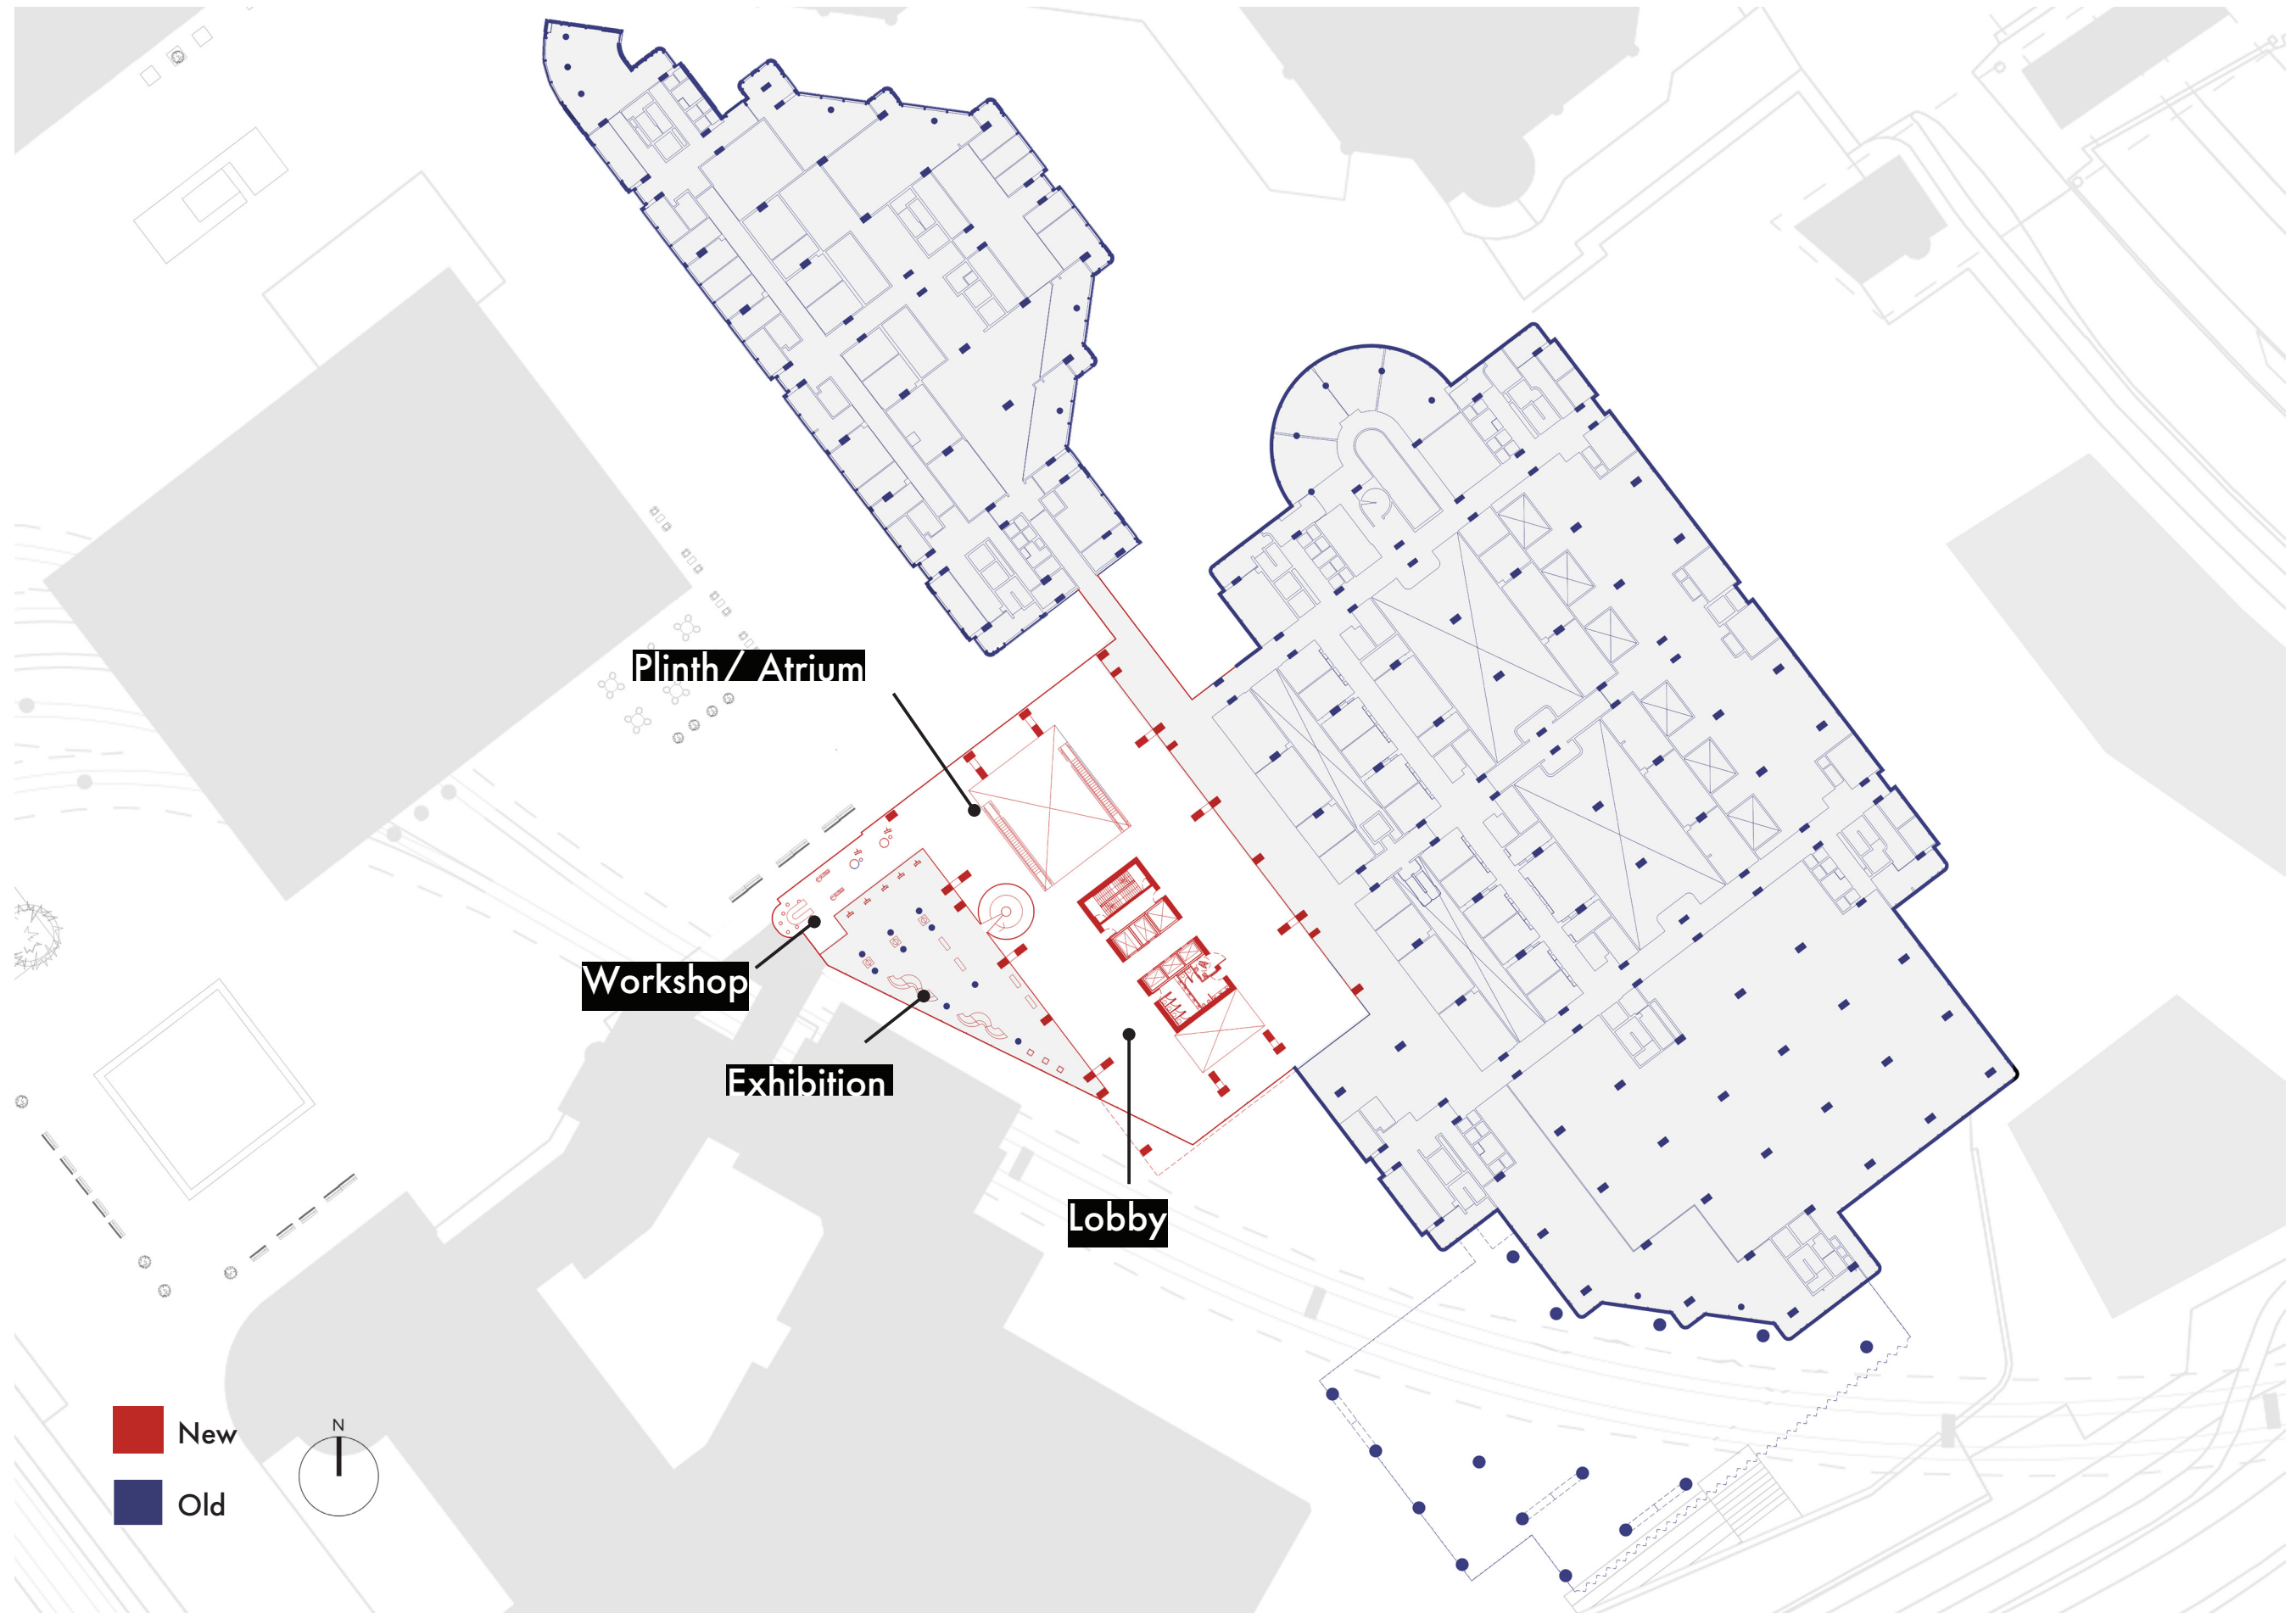 Plinth/ Atrium
Workshop
Exhibition
Lobby
New
N
Old